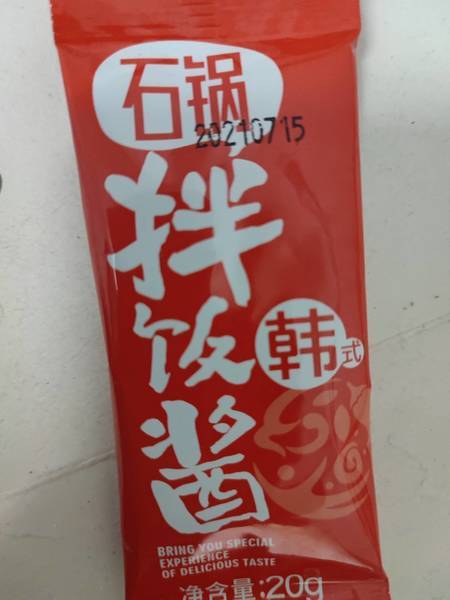 石锅
20210715
拌饭酱
韩式
BRING YOU SPECIAL
EXPERIENCE
OF DELICIOUS TASTE
净含量:20g